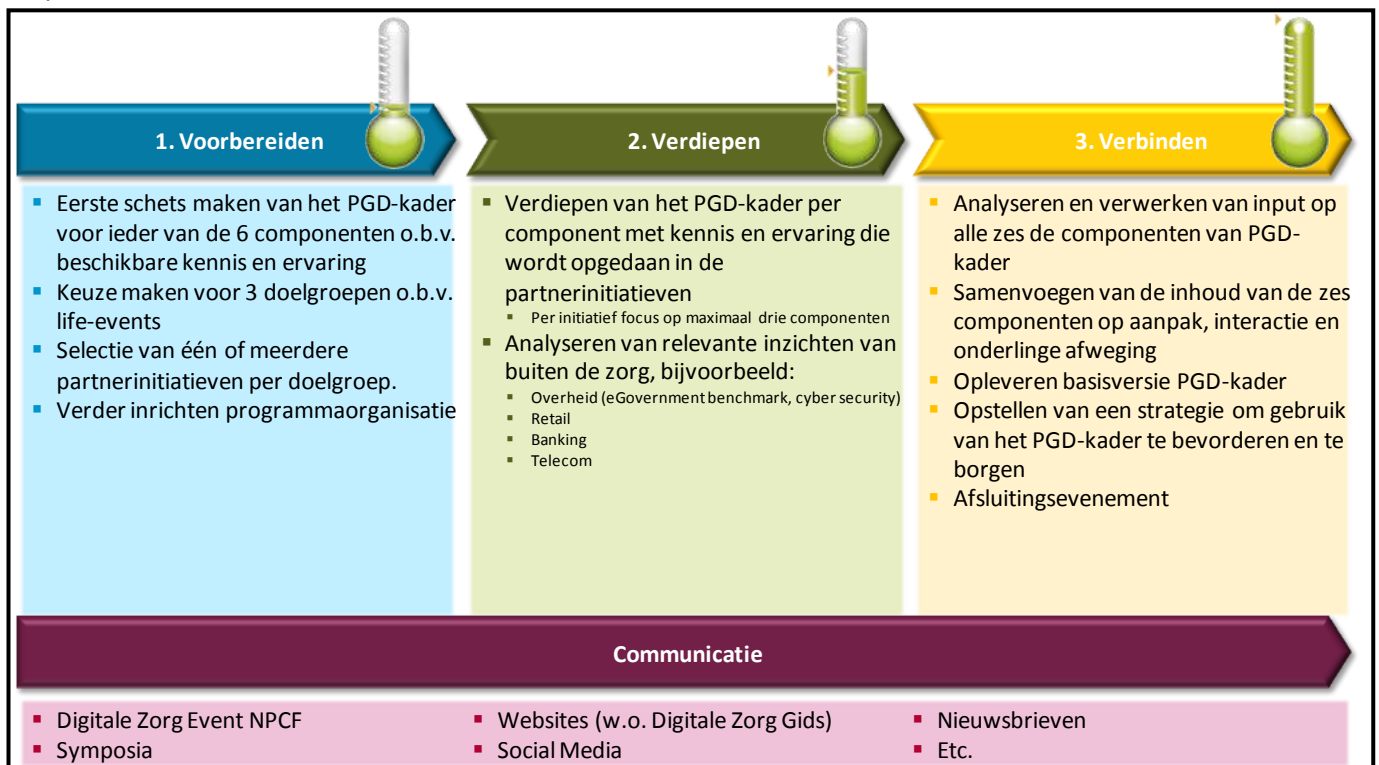 1. Voorbereiden
▪ Eerste schets maken van het PGD-kader
voor ieder van de 6 componenten o.b.v.
beschikbare kennis en ervaring
▪ Keuze maken voor 3 doelgroepen o.b.v.
life-events
▪ Selectie van één of meerdere
partnerinitiatieven per doelgroep.
▪ Verder inrichten programmaorganisatie
2. Verdiepen
▪ Verdiepen van het PGD-kader per
component met kennis en ervaring die
wordt opgedaan in de
partnerinitiatieven
▪ Per initiatief focus op maximaal drie componenten
▪ Analyseren van relevante inzichten van
buiten de zorg, bijvoorbeeld:
▪ Overheid (eGovernment benchmark, cyber security)
▪ Retail
▪ Banking
▪ Telecom
3. Verbinden
▪ Analyseren en verwerken van input op
alle zes de componenten van PGD-
kader
▪ Samenvoegen van de inhoud van de zes
componenten op aanpak, interactie en
onderlinge afweging
▪ Opleveren basisversie PGD-kader
▪ Opstellen van een strategie om gebruik
van het PGD-kader te bevorderen en te
borgen
▪ Afsluitingsevenement
Communicatie
▪ Digitale Zorg Event NPCF
▪ Symposia
▪ Websites (w.o. Digitale Zorg Gids)
▪ Social Media
▪ Nieuwsbrieven
▪ Etc.